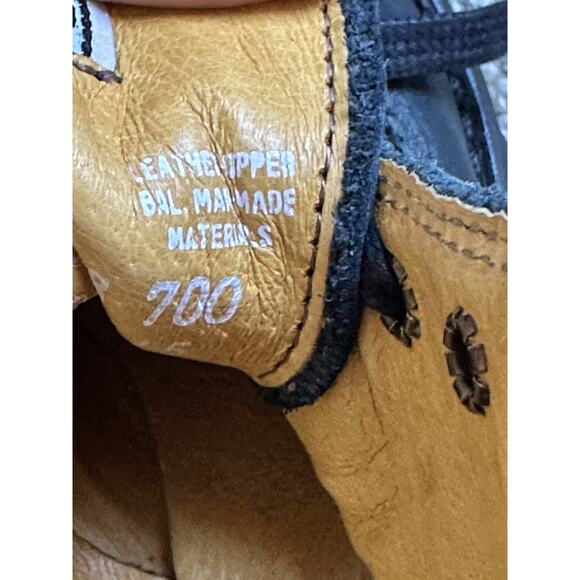 LEATHER UPPER
BAL. MANMADE
MATERIALS
700